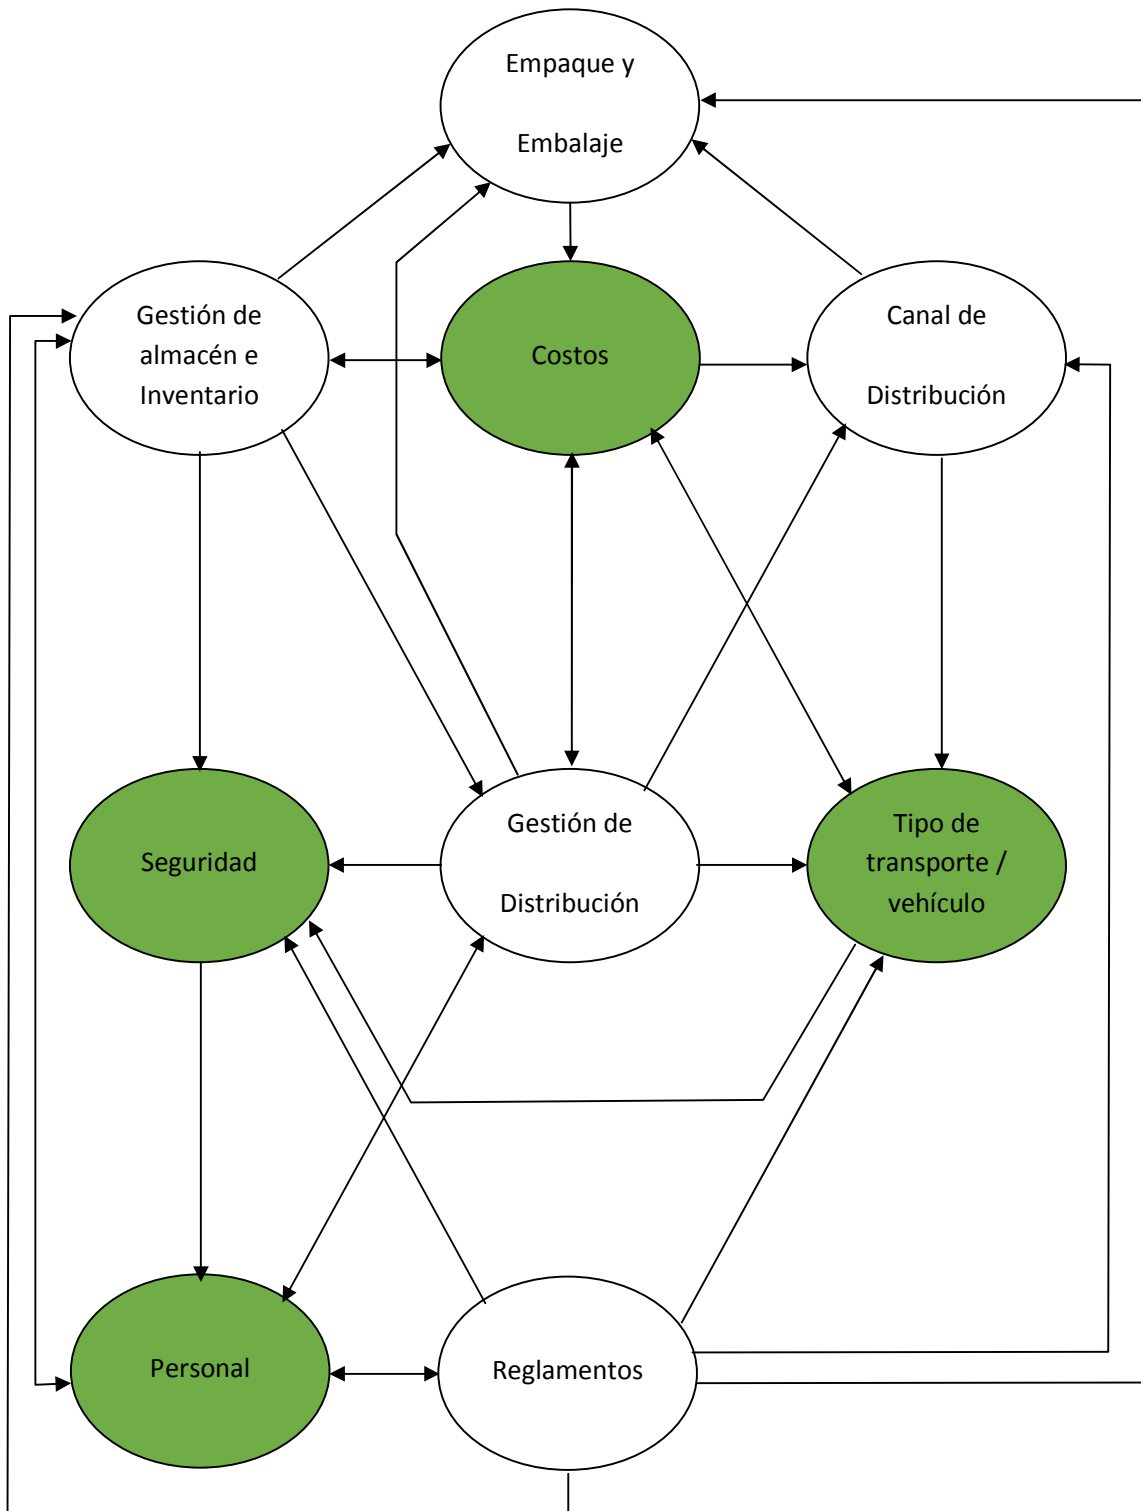 Empaque y
Embalaje
Gestión de
almacén e
Inventario
Costos
Canal de
Distribución
Seguridad
Gestión de
Distribución
Tipo de
transporte /
vehículo
Personal
Reglamentos